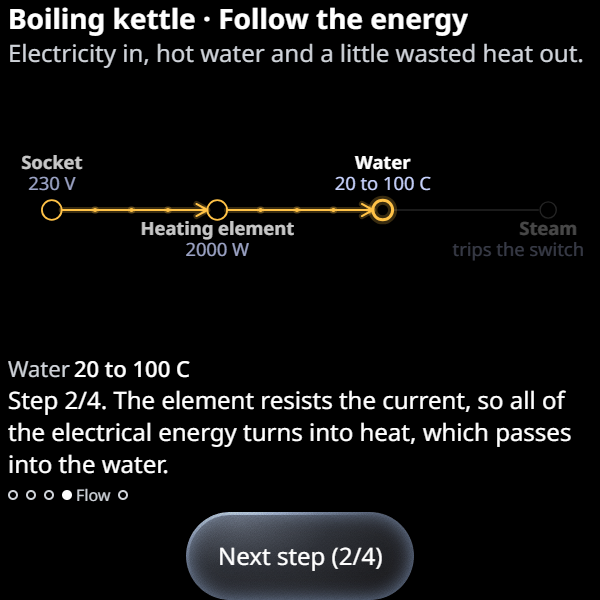 Boiling kettle · Follow the energy
Electricity in, hot water and a little wasted heat out.
Socket
230 V
Water
20 to 100 C
Heating element
2000 W
Steam
trips the switch
Water 20 to 100 C
Step 2/4. The element resists the current, so all of
the electrical energy turns into heat, which passes
into the water.
Flow
Next step (2/4)